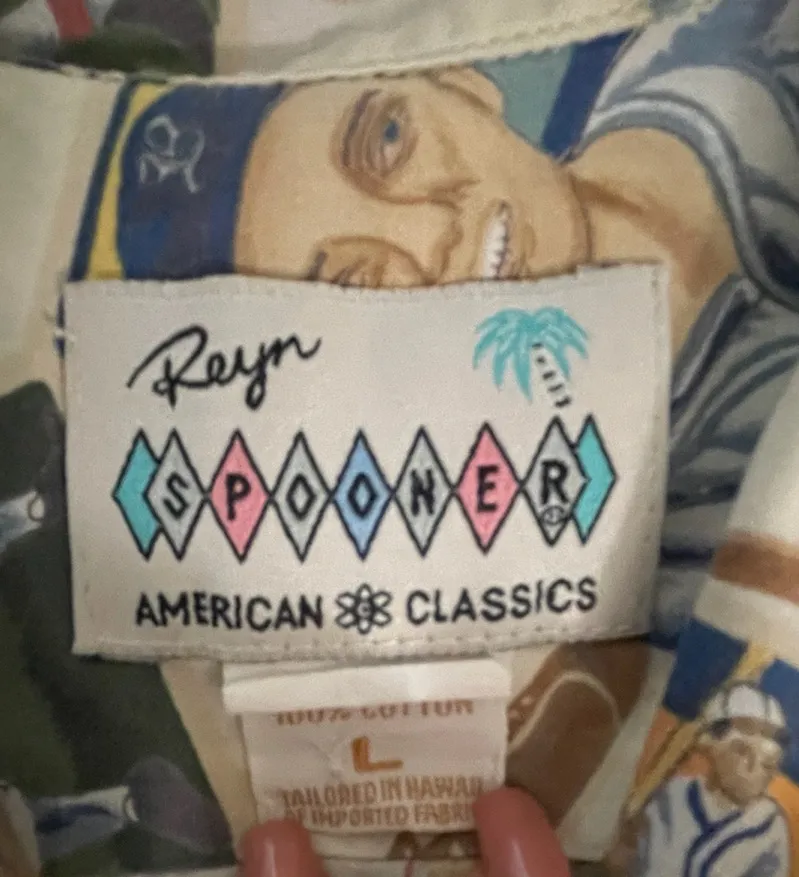 Reyn
SPOONER
AMERICAN CLASSICS
100% COTTON
L
TAILORED IN HAWAII
OF IMPORTED FABRIC